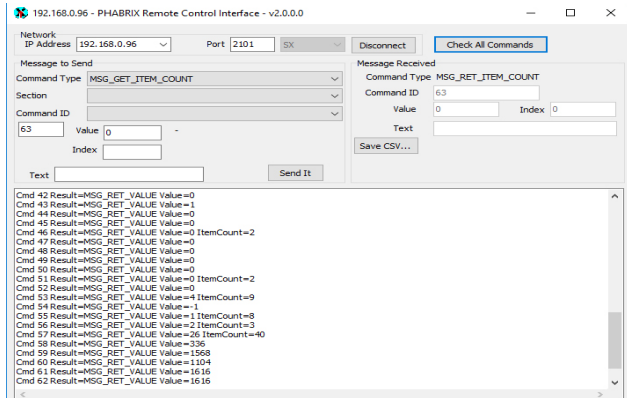 192.168.0.96 - PHABRIX Remote Control Interface - v2.0.0.0
Network
IP Address 192.168.0.96 Port 2101 SX Disconnect Check All Commands
Message to Send
Command Type MSG_GET_ITEM_COUNT
Section
Command ID
63 Value 0 -
Index
Text Send It
Message Received
Command Type MSG_RET_ITEM_COUNT
Command ID 63
Value 0 Index 0
Text
Save CSV...
Cmd 42 Result=MSG_RET_VALUE Value=0
Cmd 43 Result=MSG_RET_VALUE Value=1
Cmd 44 Result=MSG_RET_VALUE Value=0
Cmd 45 Result=MSG_RET_VALUE Value=0
Cmd 46 Result=MSG_RET_VALUE Value=0 ItemCount=2
Cmd 47 Result=MSG_RET_VALUE Value=0
Cmd 48 Result=MSG_RET_VALUE Value=0
Cmd 49 Result=MSG_RET_VALUE Value=0
Cmd 50 Result=MSG_RET_VALUE Value=0
Cmd 51 Result=MSG_RET_VALUE Value=0 ItemCount=2
Cmd 52 Result=MSG_RET_VALUE Value=0
Cmd 53 Result=MSG_RET_VALUE Value=4 ItemCount=9
Cmd 54 Result=MSG_RET_VALUE Value=-1
Cmd 55 Result=MSG_RET_VALUE Value=1 ItemCount=8
Cmd 56 Result=MSG_RET_VALUE Value=2 ItemCount=3
Cmd 57 Result=MSG_RET_VALUE Value=26 ItemCount=40
Cmd 58 Result=MSG_RET_VALUE Value=336
Cmd 59 Result=MSG_RET_VALUE Value=1568
Cmd 60 Result=MSG_RET_VALUE Value=1104
Cmd 61 Result=MSG_RET_VALUE Value=1616
Cmd 62 Result=MSG_RET_VALUE Value=1616